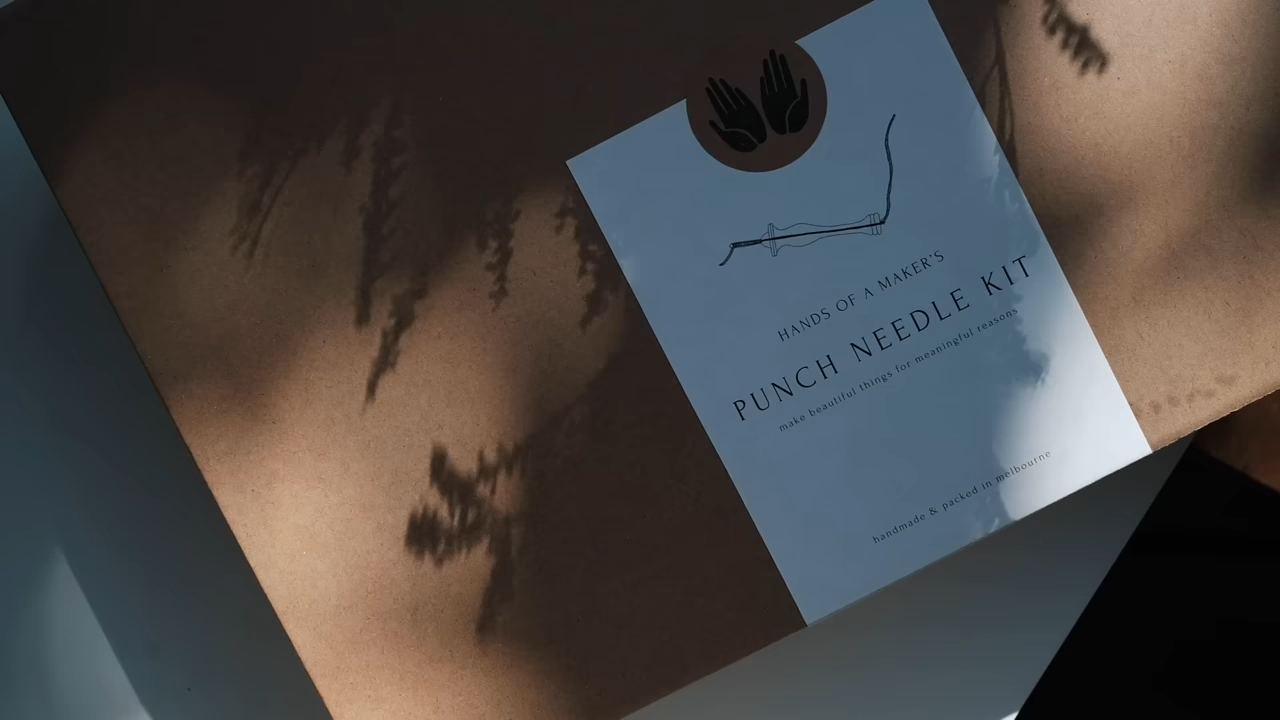 HANDS OF A MAKER'S
PUNCH NEEDLE KIT
make beautiful things for meaningful reasons
handmade & packed in melbourne